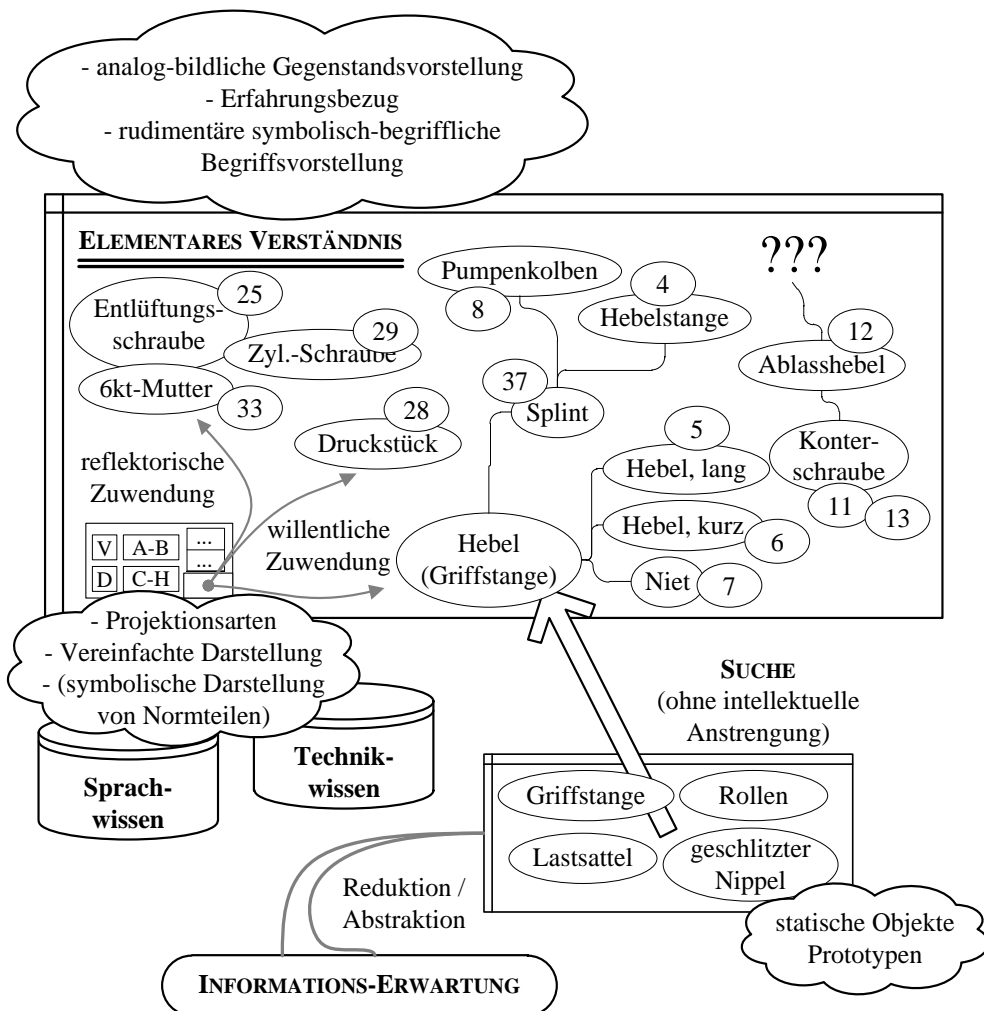 - analog-bildliche Gegenstandsvorstellung
- Erfahrungsbezug
- rudimentäre symbolisch-begriffliche
Begriffsvorstellung
ELEMENTARES VERSTÄNDNIS
???
Pumpenkolben
8
4
Hebelstange
25
Entlüftungs-
schraube
29
Zyl.-Schraube
12
Ablasshebel
6kt-Mutter
33
37
Splint
28
Druckstück
5
Hebel, lang
Konter-
schraube
11
13
reflektorische
Zuwendung
willentliche
Zuwendung
Hebel, kurz
6
Hebel
(Griffstange)
Niet
7
V
A-B
...
...
D
C-H
- Projektionsarten
- Vereinfachte Darstellung
- (symbolische Darstellung
von Normteilen)
Sprach-
wissen
Technik-
wissen
SUCHE
(ohne intellektuelle
Anstrengung)
Griffstange
Rollen
Lastsattel
geschlitzter
Nippel
Reduktion /
Abstraktion
statische Objekte
Prototypen
INFORMATIONS-ERWARTUNG